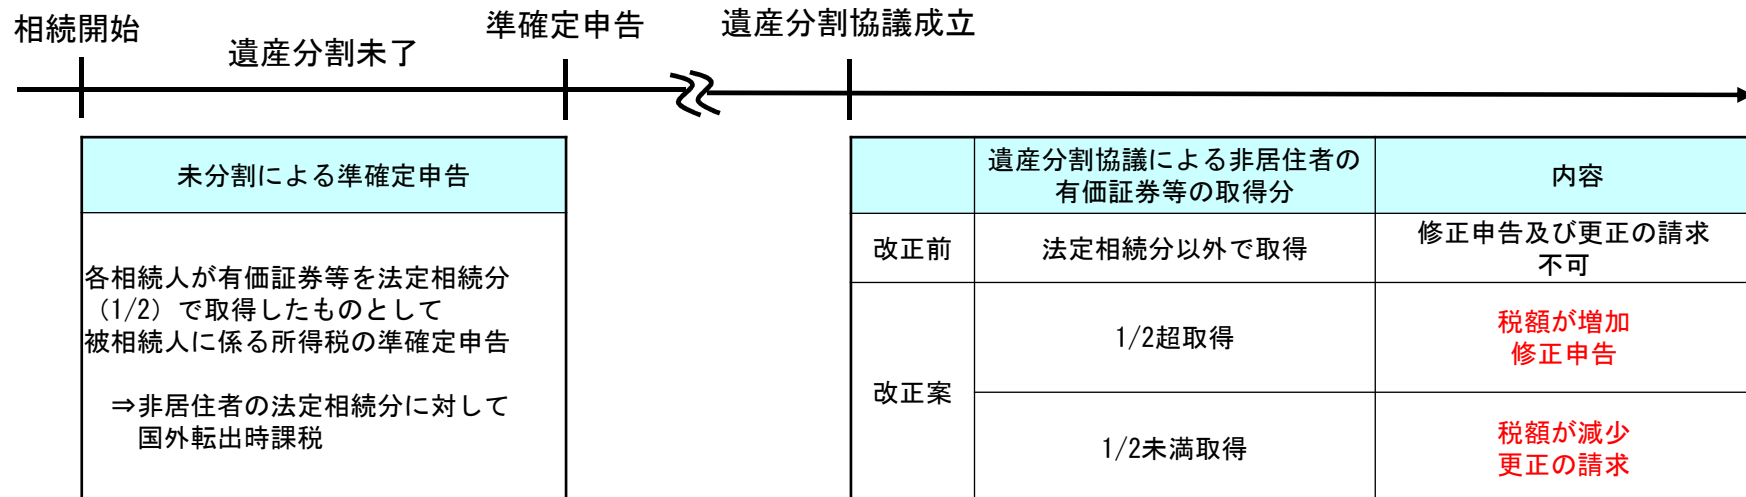 相続開始
遺産分割未了
準確定申告
遺産分割協議成立
未分割による準確定申告
各相続人が有価証券等を法定相続分
（1/2）で取得したものとして
被相続人に係る所得税の準確定申告
⇒非居住者の法定相続分に対して
国外転出時課税
遺産分割協議による非居住者の
有価証券等の取得分
内容
改正前
法定相続分以外で取得
修正申告及び更正の請求
不可
改正案
1/2超取得
税額が増加
修正申告
1/2未満取得
税額が減少
更正の請求